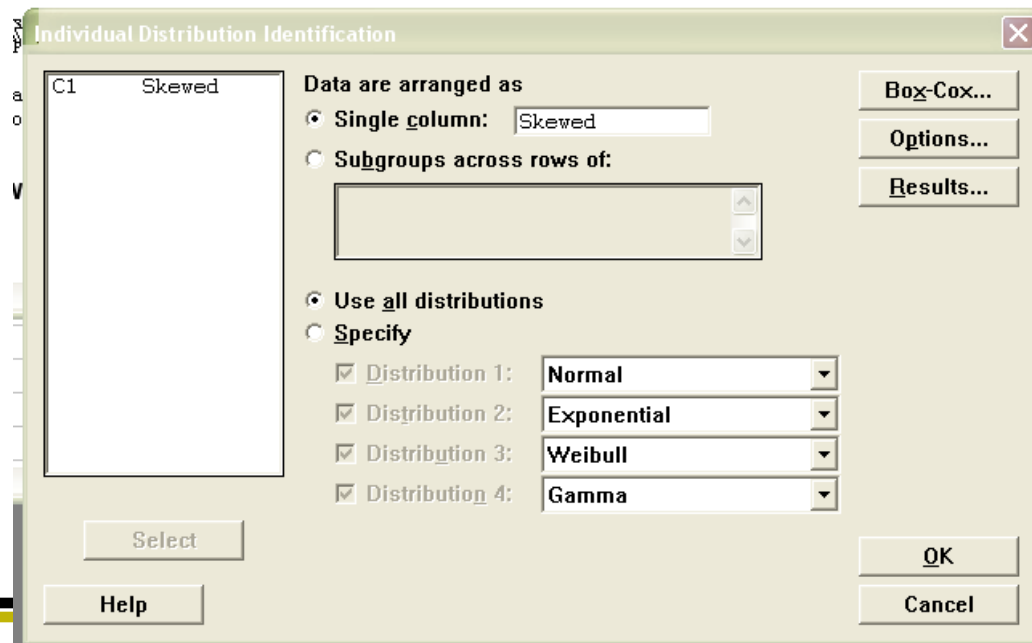 Individual Distribution Identification
C1 Skewed
Data are arranged as
Single column: Skewed
Subgroups across rows of:
Use all distributions
Specify
Distribution 1: Normal
Distribution 2: Exponential
Distribution 3: Weibull
Distribution 4: Gamma
Box-Cox...
Options...
Results...
Select
Help
OK
Cancel